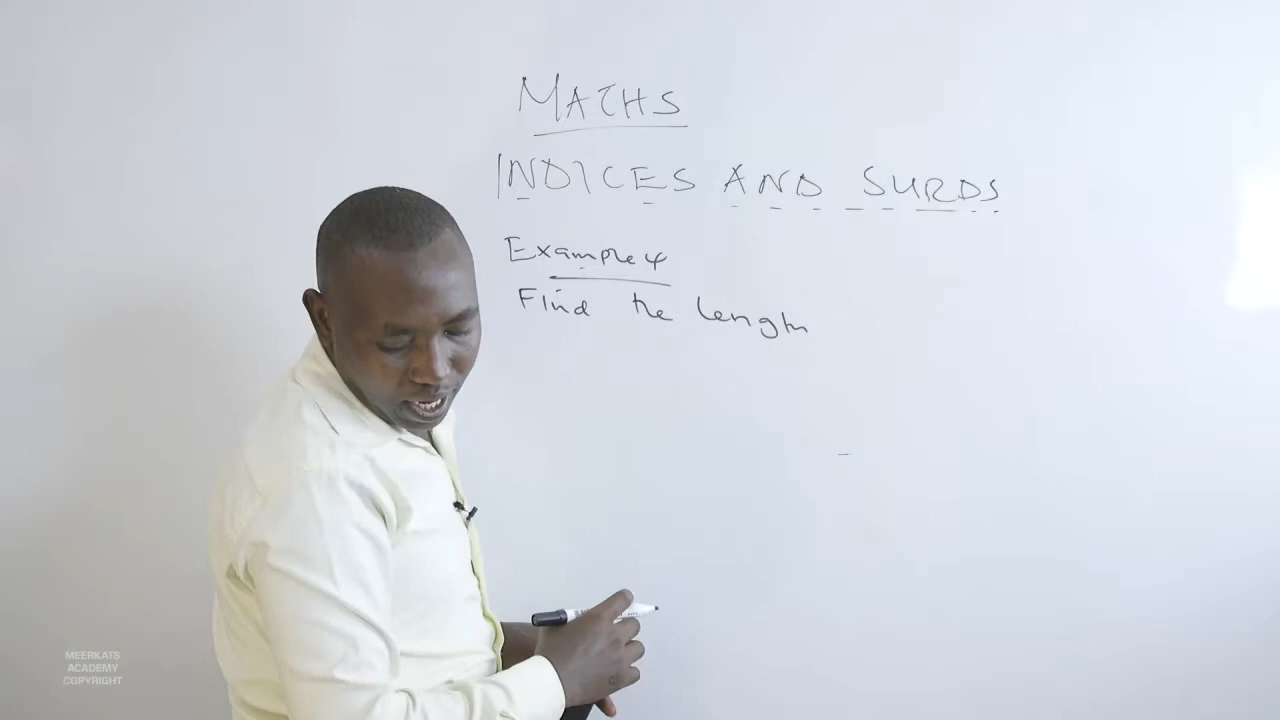 MATHS
INDICES AND SURDS
Example 4
Find the length
MEERKATS
ACADEMY
COPYRIGHT